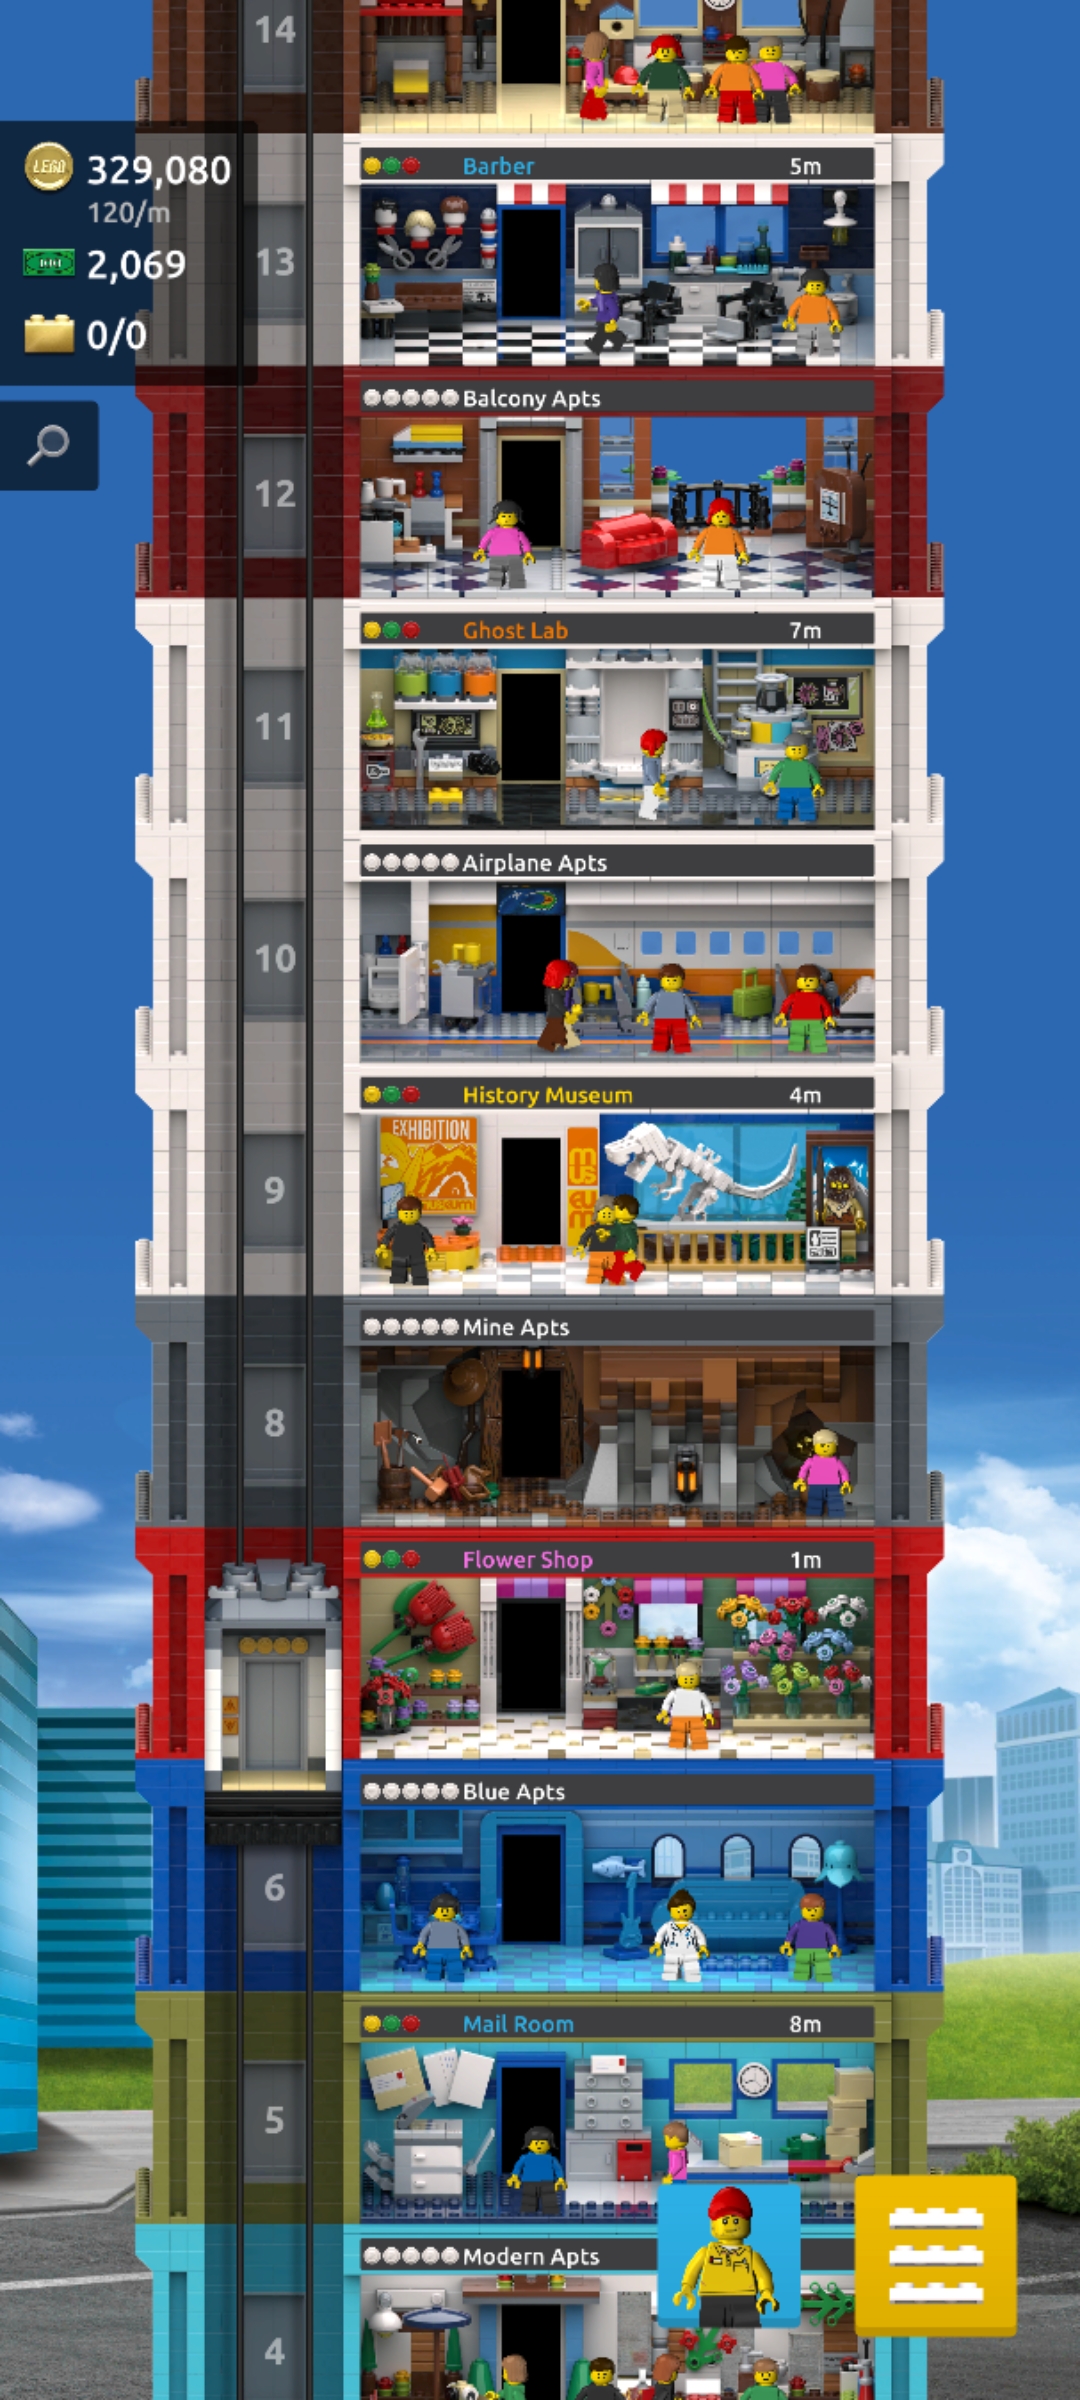 14
LEGO
329,080
120/m
2,069
0/0
Barber
5m
13
Balcony Apts
12
Ghost Lab
7m
11
Airplane Apts
10
History Museum
4m
EXHIBITION
museum
9
Mine Apts
8
Flower Shop
1m
Blue Apts
6
Mail Room
8m
5
Modern Apts
4